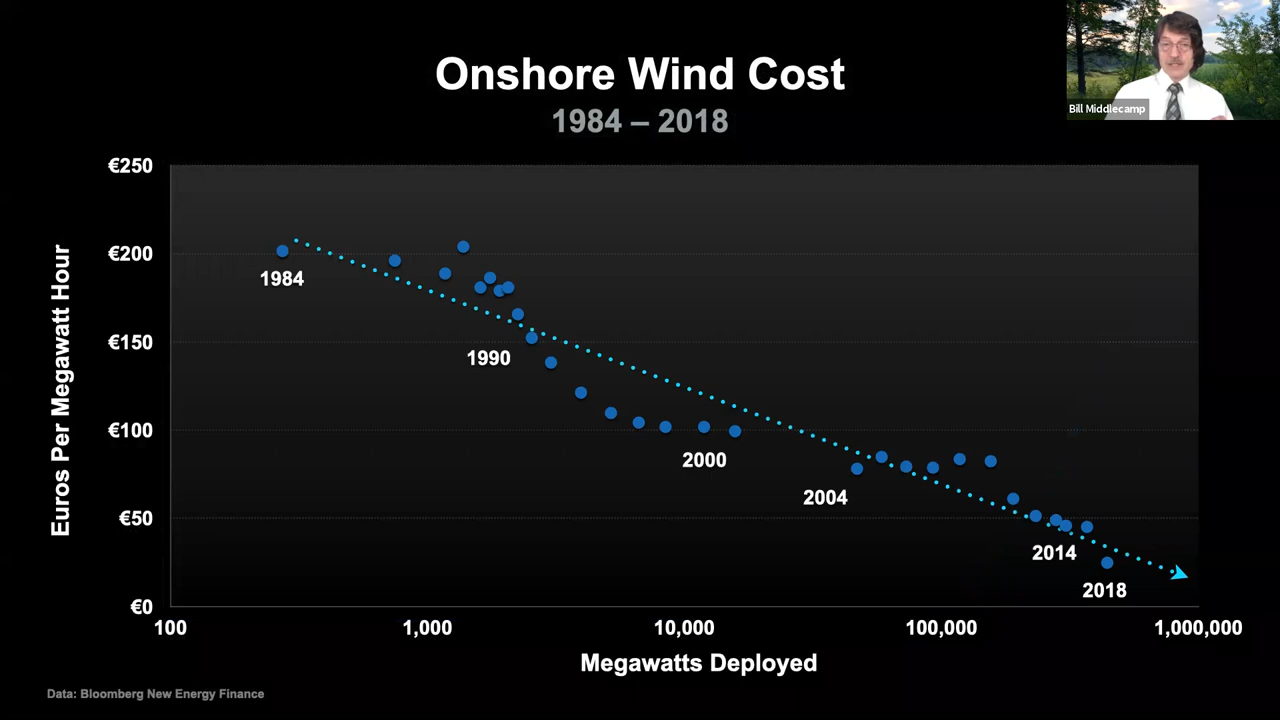 Onshore Wind Cost
1984 – 2018
Bill Middlecamp
Euros Per Megawatt Hour
€250
€200
€150
€100
€50
€0
1984
1990
2000
2004
2014
2018
100
1,000
10,000
100,000
1,000,000
Megawatts Deployed
Data: Bloomberg New Energy Finance